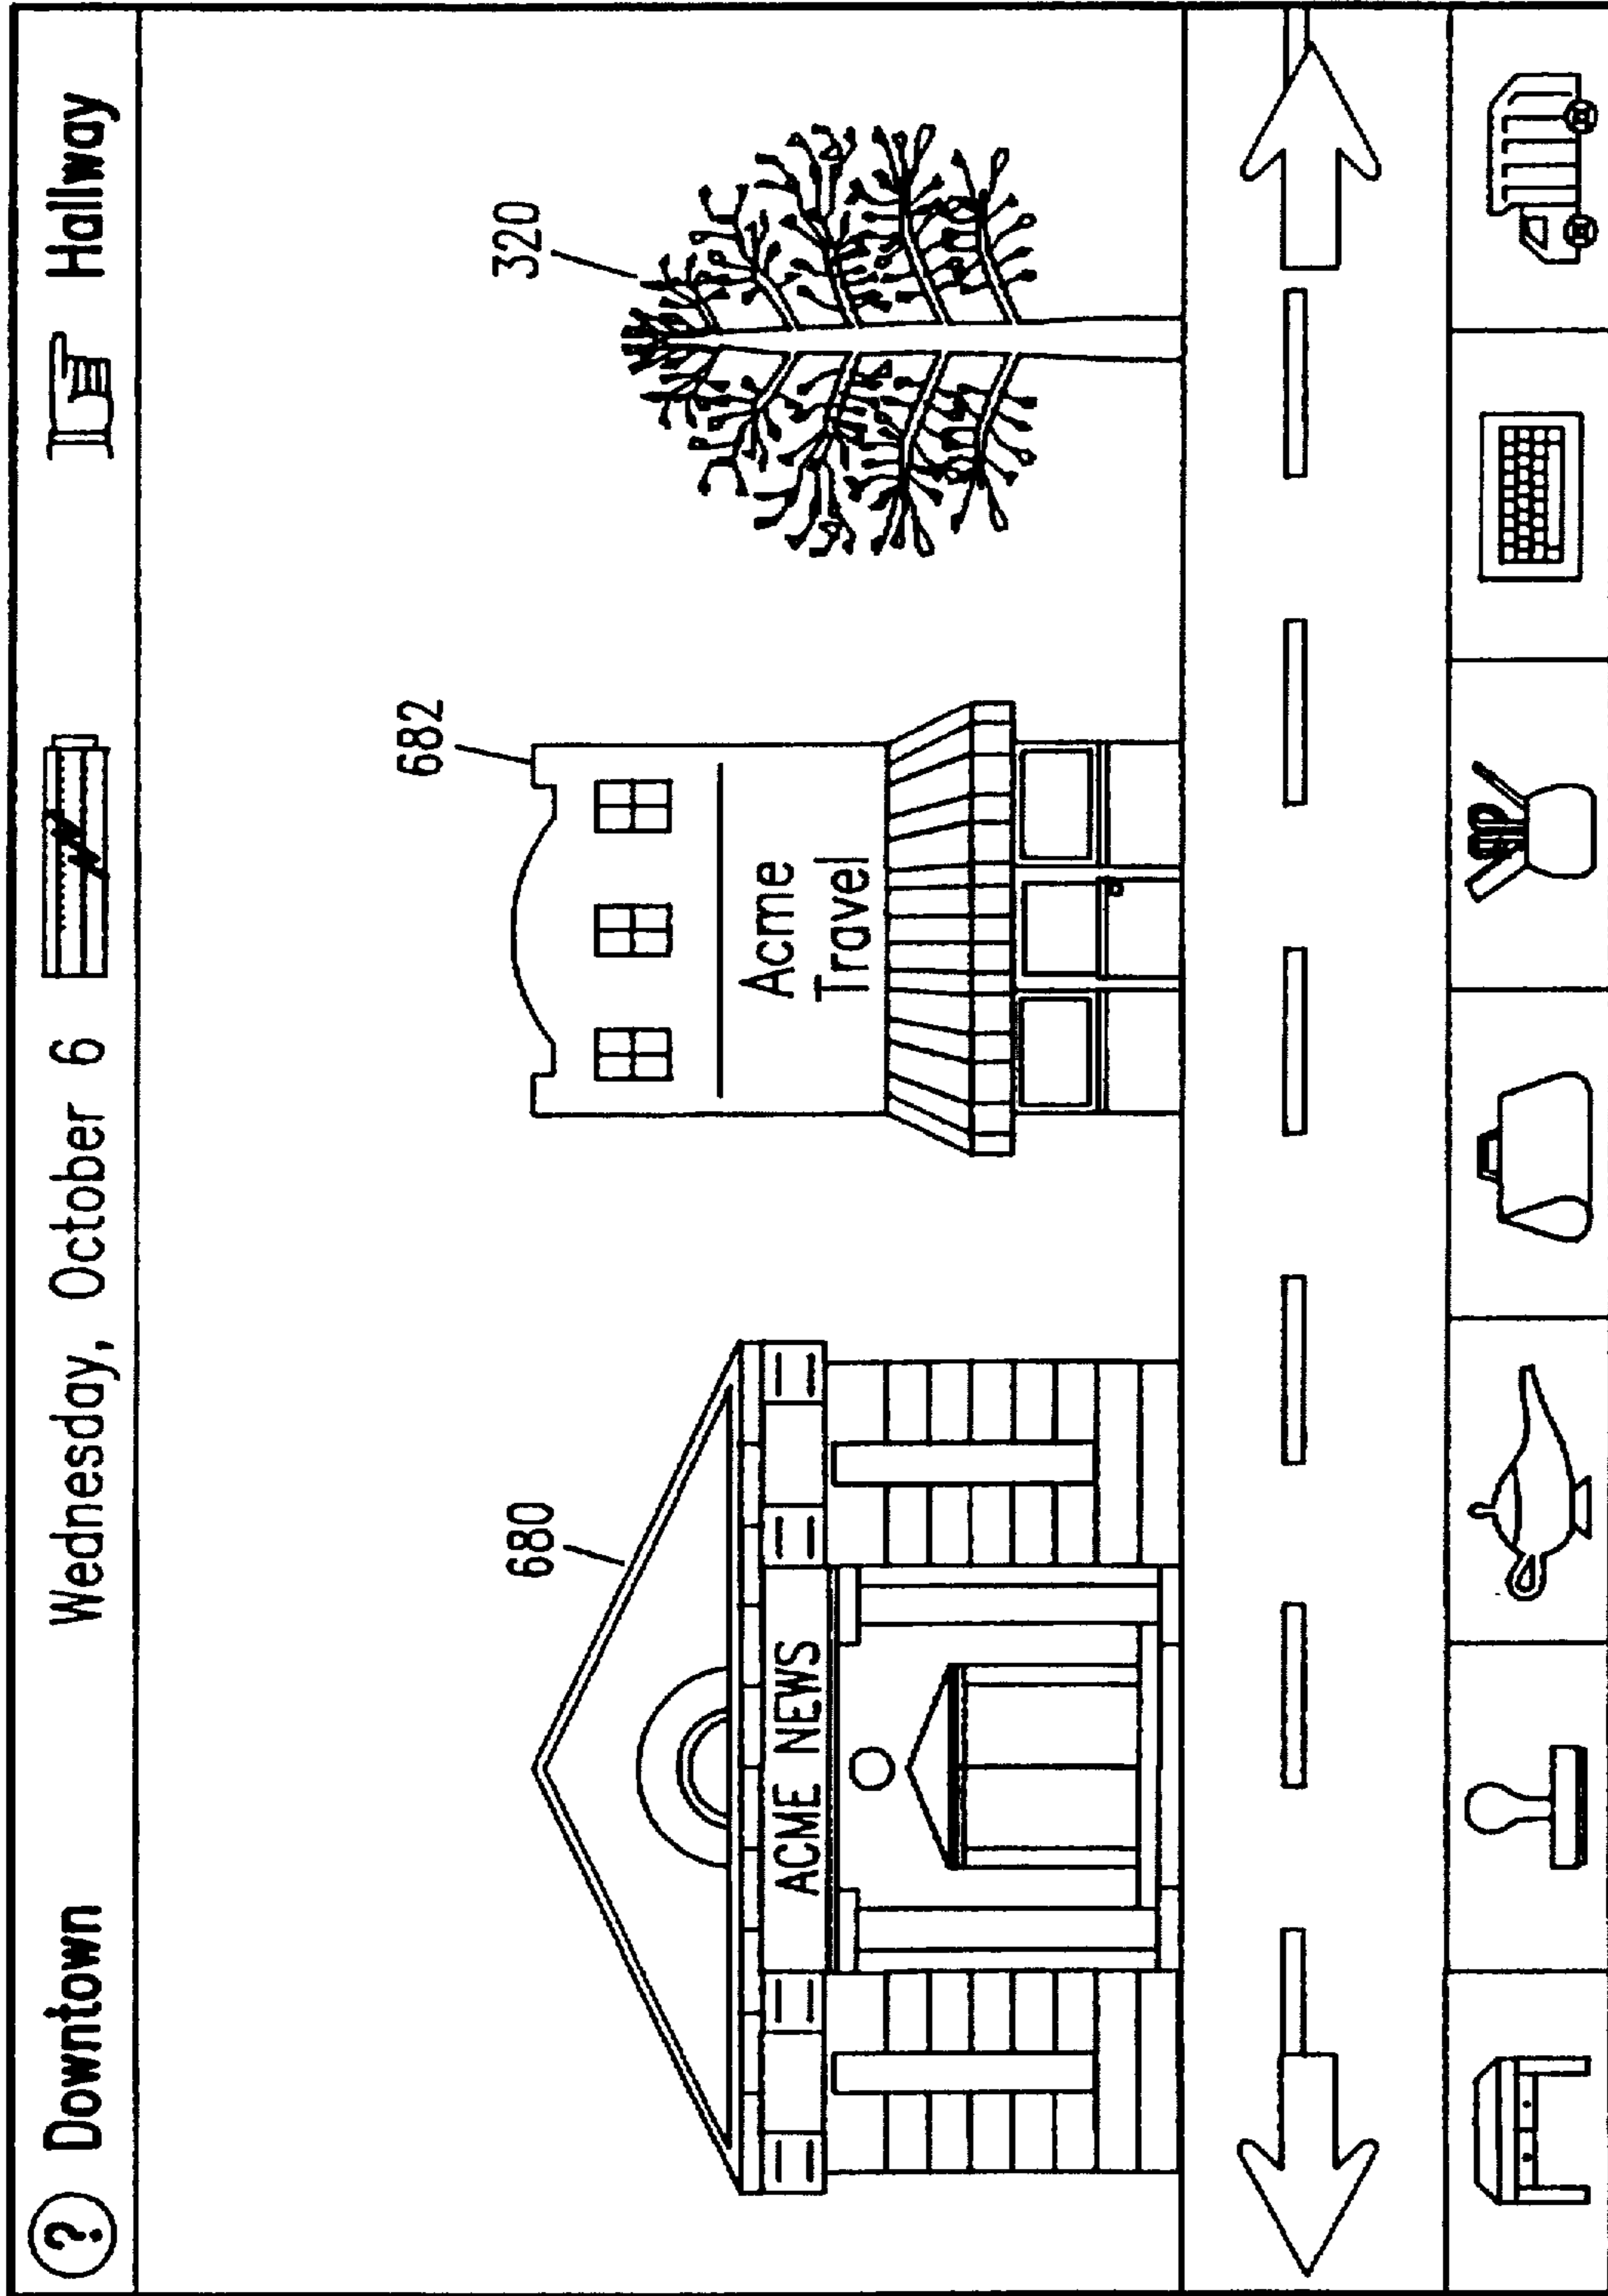 ? Downtown Wednesday, October 6 Hallway
680
ACME NEWS
682
Acme
Travel
320